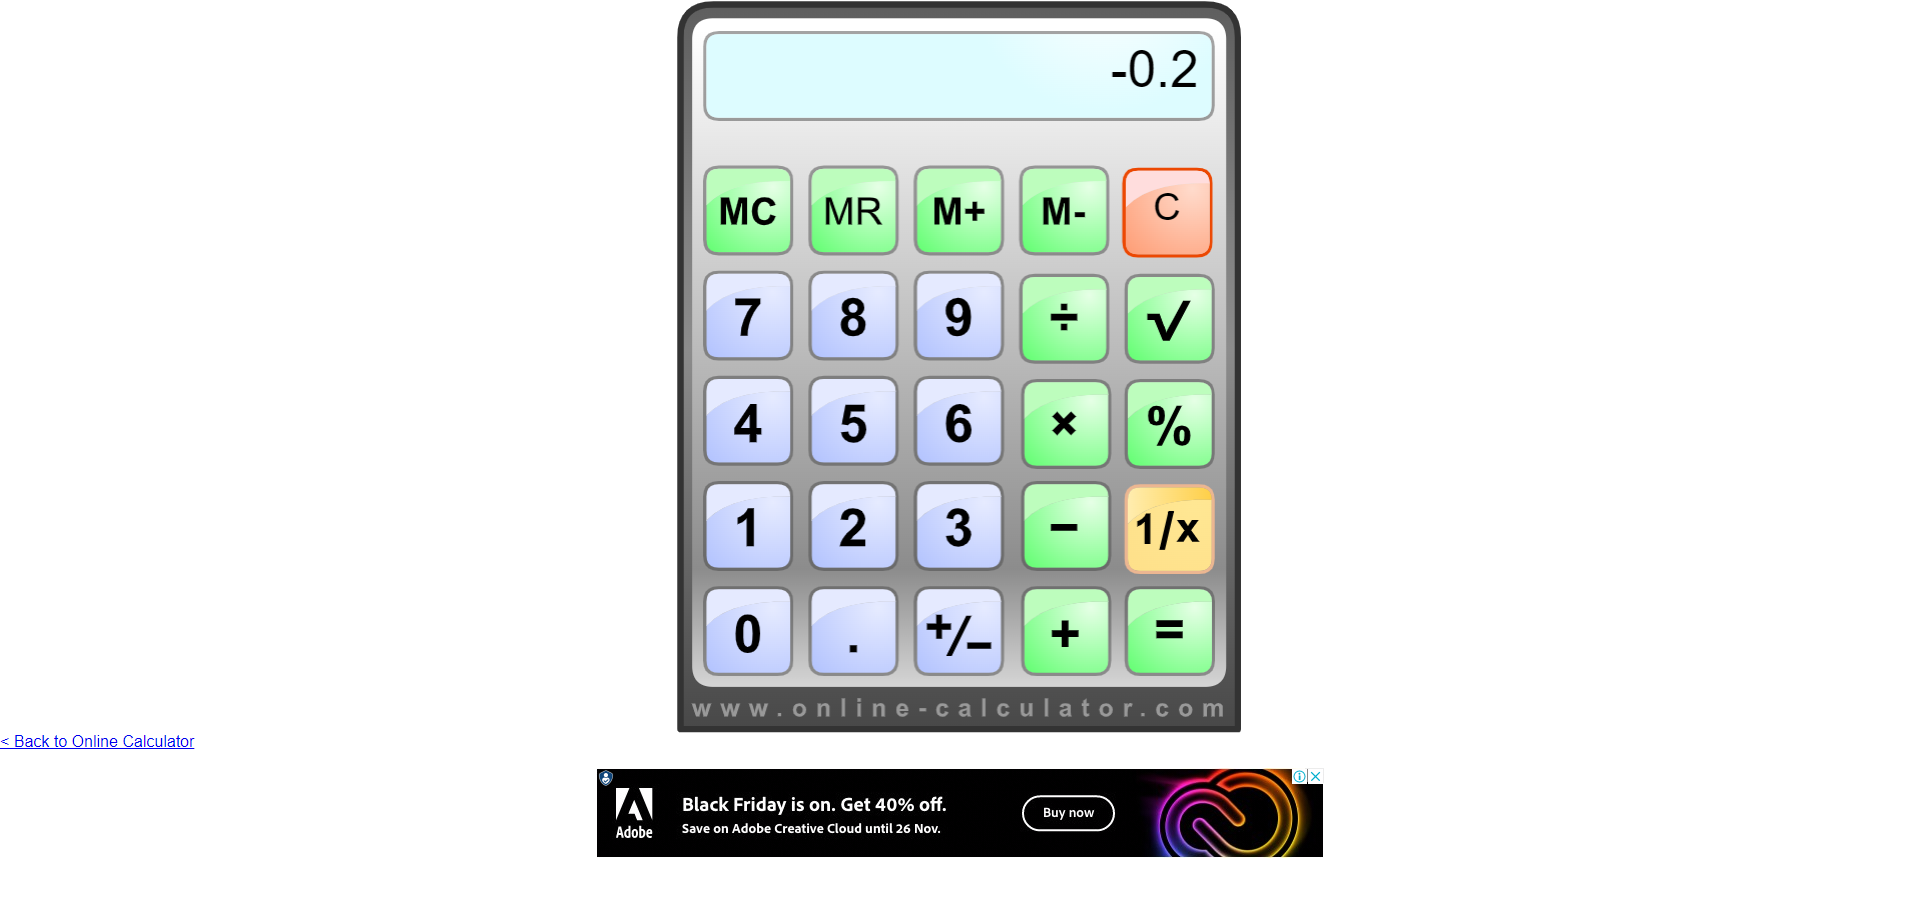 -0.2
MC MR M+ M- C
7 8 9 ÷ √
4 5 6 × %
1 2 3 − 1/x
0 . +/− + =
www.online-calculator.com
< Back to Online Calculator
Black Friday is on. Get 40% off.
Save on Adobe Creative Cloud until 26 Nov.
Adobe
Buy now